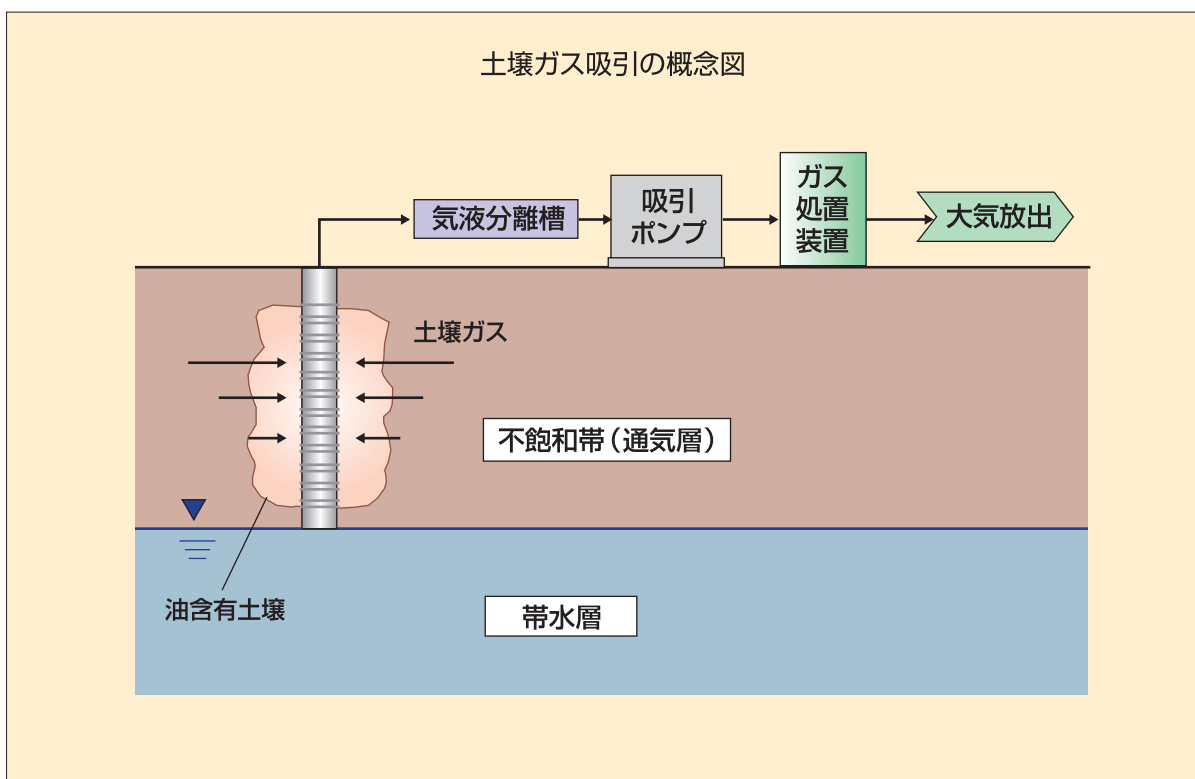 土壌ガス吸引の概念図
気液分離槽
吸引
ポンプ
ガス
処置
装置
大気放出
土壌ガス
不飽和帯（通気層）
油含有土壌
帯水層